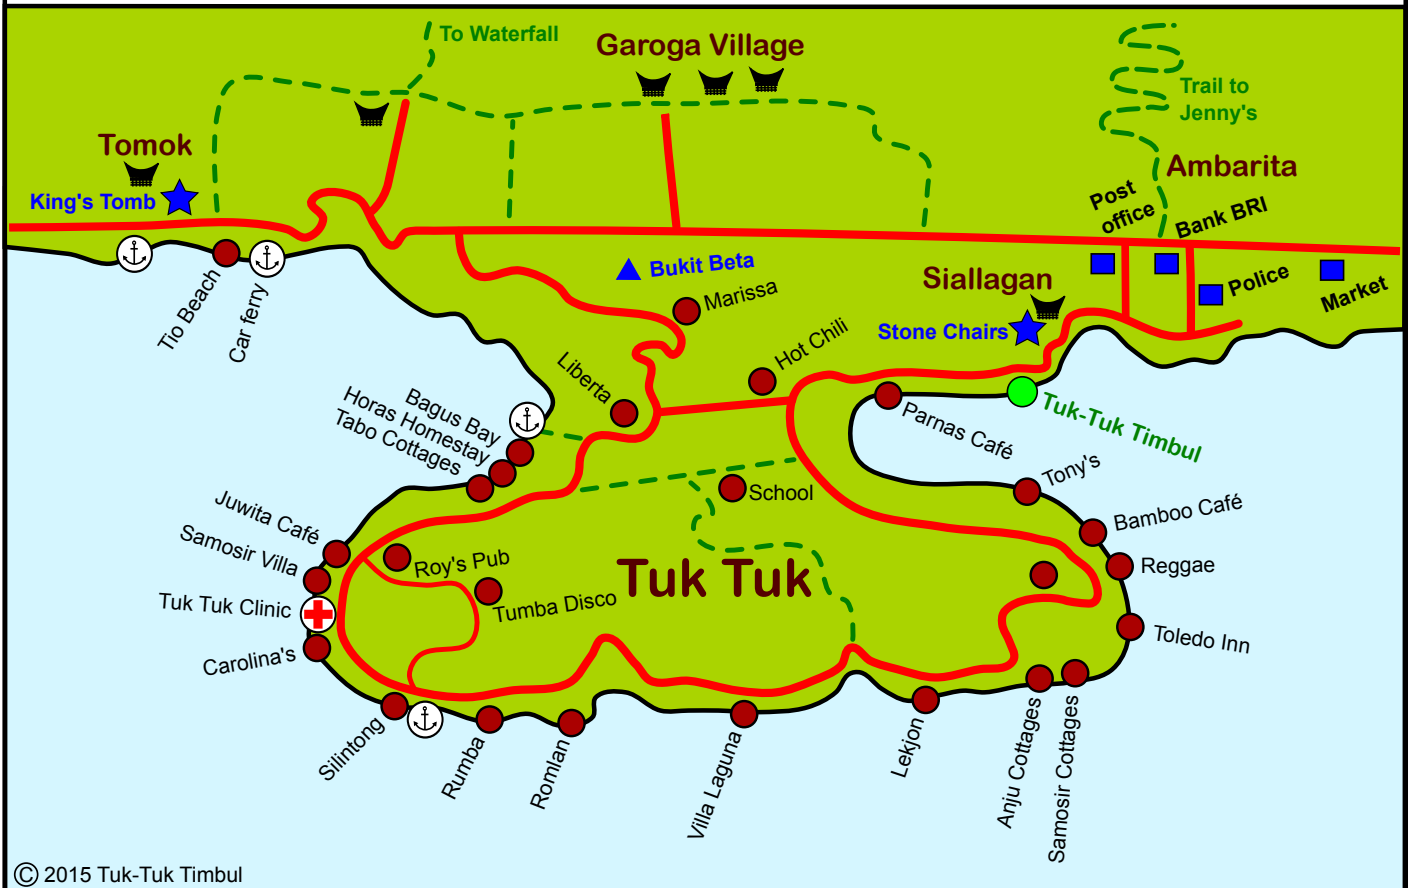 To Waterfall
Garoga Village
Trail to
Jenny's
Tomok
Ambarita
King's Tomb
Post
office
Bank BRI
Bukit Beta
Siallagan
Police
Market
Tio Beach
Car ferry
Marissa
Stone Chairs
Hot Chili
Liberta
Bagus Bay
Horas Homestay
Tabo Cottages
Parnas Café
Tuk-Tuk Timbul
Tony's
School
Bamboo Café
Juwita Café
Samosir Villa
Roy's Pub
Tuk Tuk
Reggae
Tuk Tuk Clinic
Tumba Disco
Toledo Inn
Carolina's
Silintong
Rumba
Romlan
Villa Laguna
Lekjon
Anju Cottages
Samosir Cottages
© 2015 Tuk-Tuk Timbul